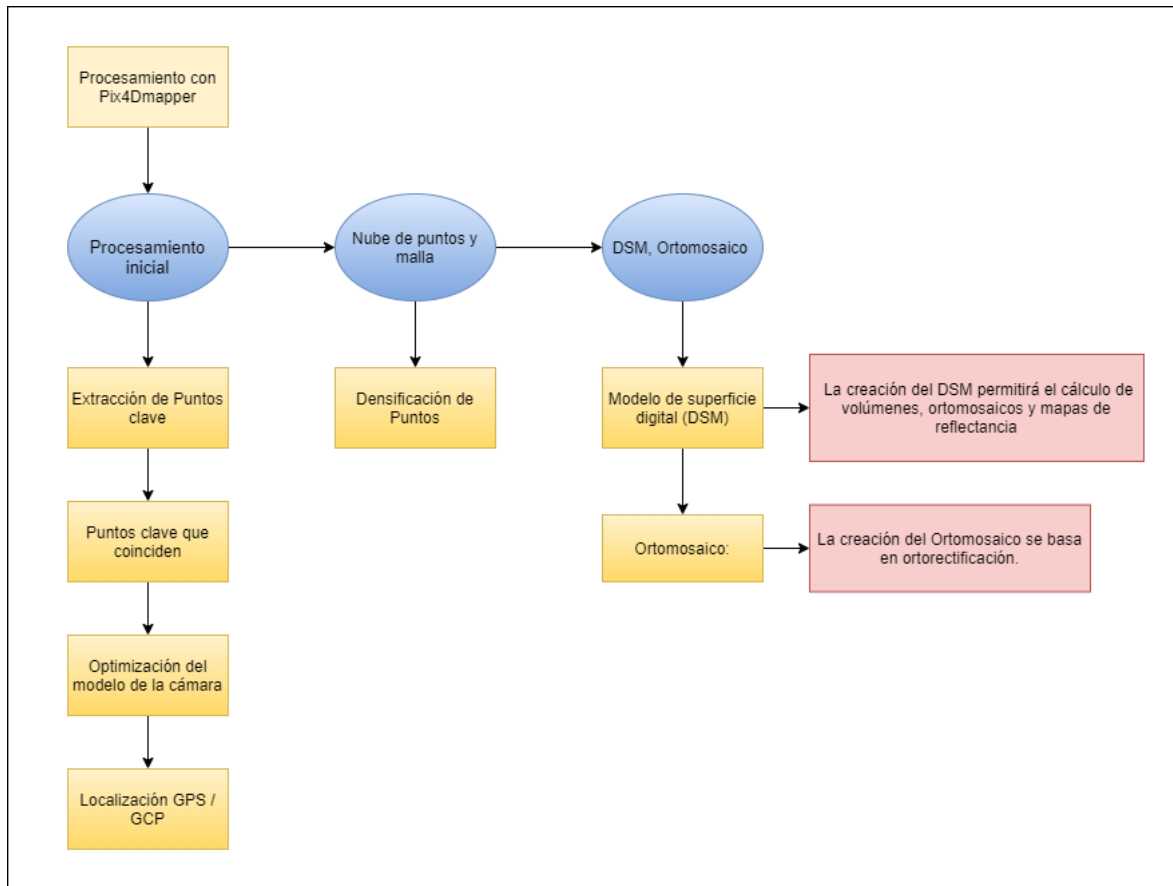 Procesamiento con
Pix4Dmapper
Procesamiento
inicial
Nube de puntos y
malla
DSM, Ortomosaico
Extracción de Puntos
clave
Densificación de
Puntos
Modelo de superficie
digital (DSM)
La creación del DSM permitirá el cálculo de
volúmenes, ortomosaicos y mapas de
reflectancia
Puntos clave que
coinciden
Ortomosaico:
La creación del Ortomosaico se basa
en ortorectificación.
Optimización del
modelo de la cámara
Localización GPS /
GCP